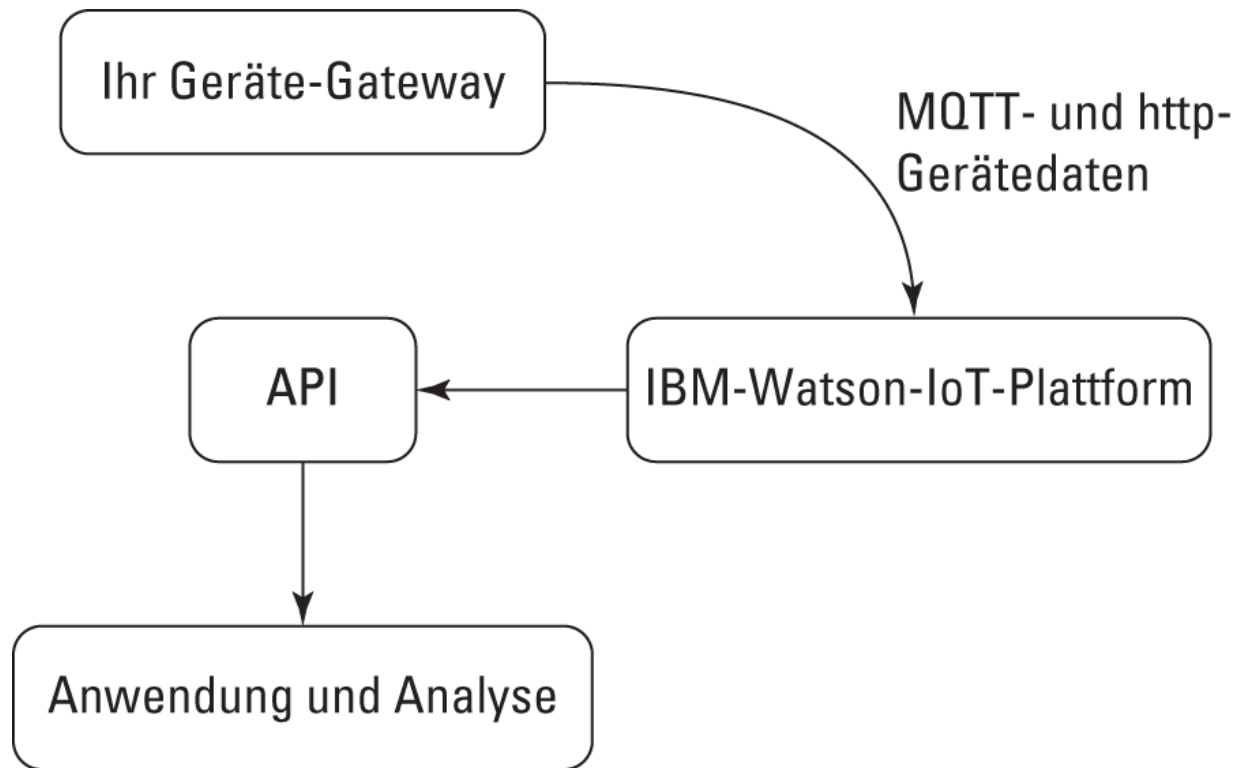 Ihr Geräte-Gateway
MQTT- und http-
Gerätedaten
API
IBM-Watson-IoT-Plattform
Anwendung und Analyse